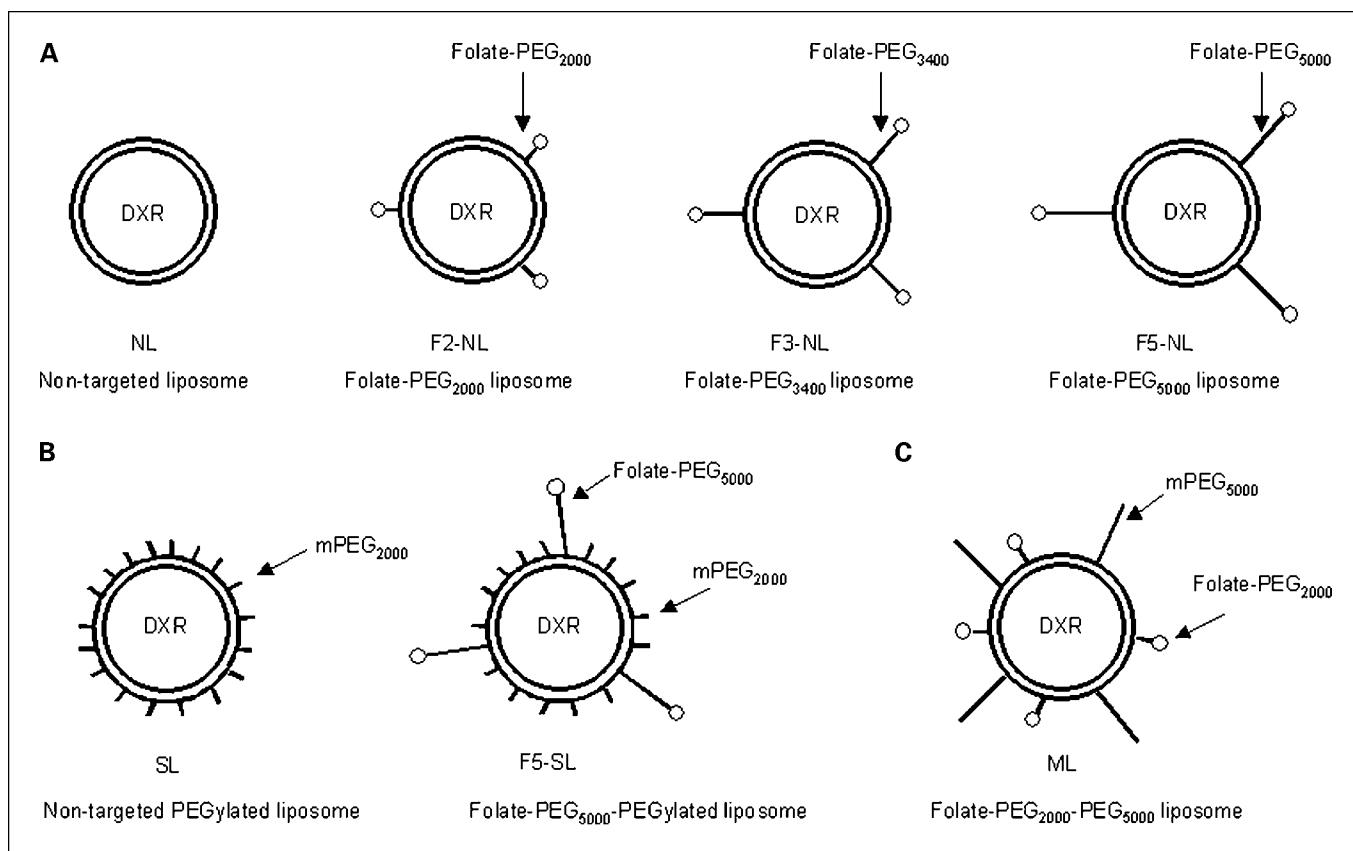 A
Folate-PEG2000
Folate-PEG3400
Folate-PEG5000
DXR
DXR
DXR
DXR
NL
F2-NL
F3-NL
F5-NL
Non-targeted liposome
Folate-PEG2000 liposome
Folate-PEG3400 liposome
Folate-PEG5000 liposome
B
mPEG2000
DXR
SL
Non-targeted PEGylated liposome
Folate-PEG5000
mPEG2000
DXR
F5-SL
Folate-PEG5000-PEGylated liposome
C
mPEG5000
Folate-PEG2000
DXR
ML
Folate-PEG2000-PEG5000 liposome